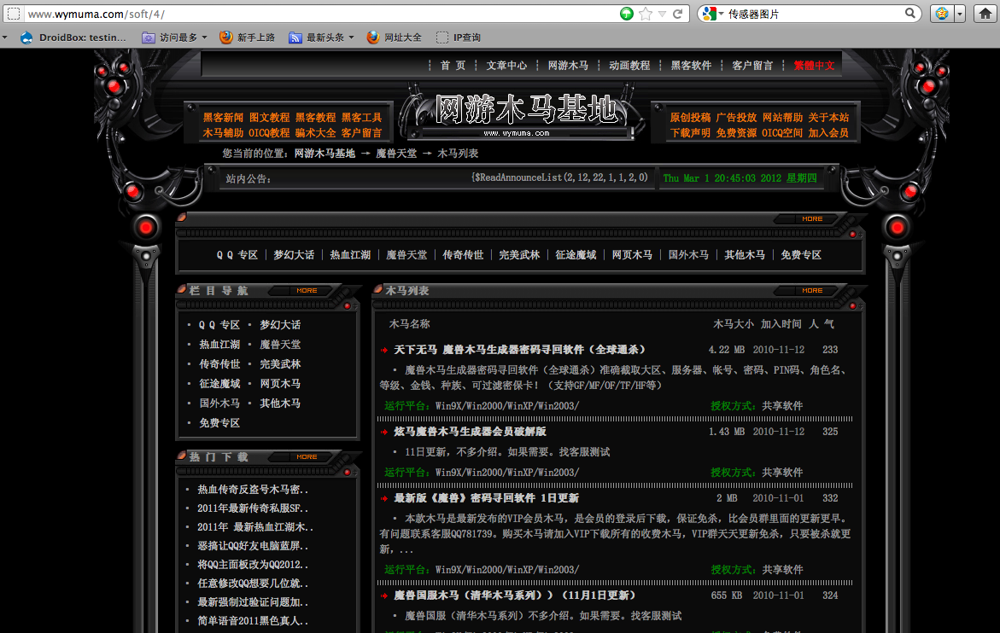 www.wymuma.com/soft/4/
传感器图片
DroidBox: testin...
访问最多
新手上路
最新头条
网址大全
IP查询
首 页 ┆ 文章中心 ┆ 网游木马 ┆ 动画教程 ┆ 黑客软件 ┆ 客户留言 ┆ 繁體中文
黑客新闻 图文教程 黑客教程 黑客工具
木马辅助 OICQ教程 骗术大全 客户留言
网游木马基地
www.wymuma.com
原创投稿 广告投放 网站帮助 关于本站
下载声明 免费资源 OICQ空间 加入会员
您当前的位置：网游木马基地 → 魔兽天堂 → 木马列表
站内公告：
{$ReadAnnounceList(2,12,22,1,1,2,0)
Thu Mar 1 20:45:03 2012 星期四
MORE
Q Q 专区 │ 梦幻大话 │ 热血江湖 │ 魔兽天堂 │ 传奇传世 │ 完美武林 │ 征途魔域 │ 网页木马 │ 国外木马 │ 其他木马 │ 免费专区
栏 目 导 航
MORE
• Q Q 专区 • 梦幻大话
• 热血江湖 • 魔兽天堂
• 传奇传世 • 完美武林
• 征途魔域 • 网页木马
• 国外木马 • 其他木马
• 免费专区
热 门 下 载
MORE
• 热血传奇反盗号木马密..
• 2011年最新传奇私服SF..
• 2011年 最新热血江湖木..
• 恶搞让QQ好友电脑蓝屏..
• 将QQ主面板改为QQ2012..
• 任意修改QQ想要几位就..
• 最新强制过验证问题加..
• 简单语音2011黑色真人..
木马列表
MORE
木马名称 木马大小 加入时间 人 气
天下无马 魔兽木马生成器密码寻回软件（全球通杀） 4.22 MB 2010-11-12 233
• 魔兽木马生成器密码寻回软件（全球通杀）准确截取大区、服务器、帐号、密码、PIN码、角色名、
等级、金钱、种族、可过滤密保卡！（支持GF/MF/OF/TF/HF等）
运行平台：Win9X/Win2000/WinXP/Win2003/ 授权方式：共享软件
炫马魔兽木马生成器会员破解版 1.43 MB 2010-11-12 325
• 11日更新，不多介绍。如果需要。找客服测试
运行平台：Win9X/Win2000/WinXP/Win2003/ 授权方式：共享软件
最新版《魔兽》密码寻回软件 1日更新 2 MB 2010-11-01 332
• 本款木马是最新发布的VIP会员木马，是会员的登录后下载，保证免杀，比会员群里面的更新更早。
有问题联系客服QQ781739。购买木马请加入VIP下载所有的收费木马，VIP群天天更新免杀，只要被杀就更
新，...
运行平台：Win9X/Win2000/WinXP/Win2003/ 授权方式：共享软件
魔兽国服木马（清华木马系列））（11月1日更新） 655 KB 2010-11-01 324
• 魔兽国服（清华木马系列）不多介绍。如果需要。找客服测试